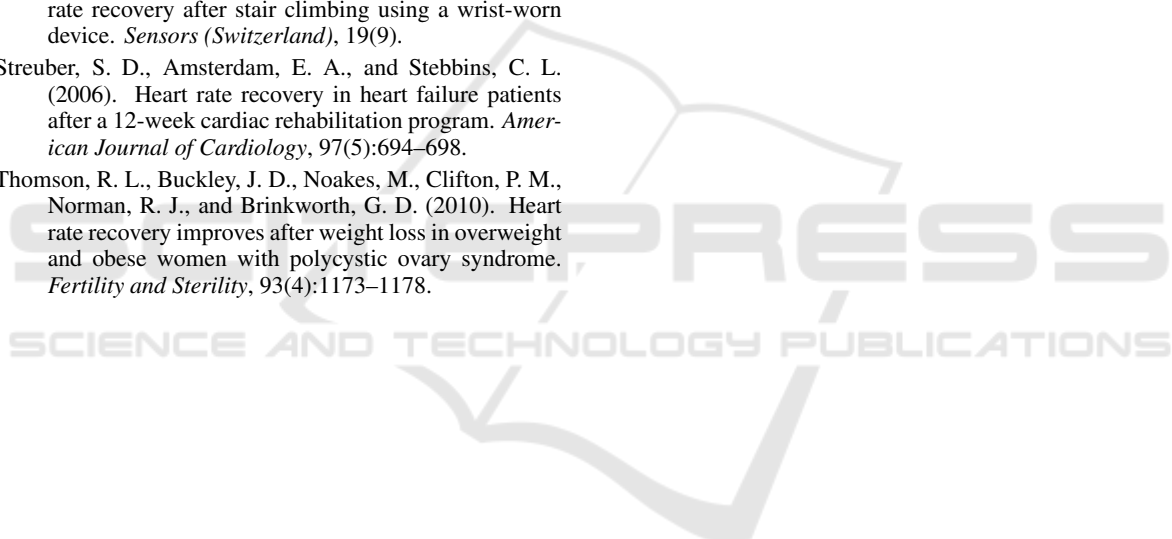 rate recovery after stair climbing using a wrist-worn
device. Sensors (Switzerland), 19(9).
Streuber, S. D., Amsterdam, E. A., and Stebbins, C. L.
(2006). Heart rate recovery in heart failure patients
after a 12-week cardiac rehabilitation program. Amer-
ican Journal of Cardiology, 97(5):694–698.
Thomson, R. L., Buckley, J. D., Noakes, M., Clifton, P. M.,
Norman, R. J., and Brinkworth, G. D. (2010). Heart
rate recovery improves after weight loss in overweight
and obese women with polycystic ovary syndrome.
Fertility and Sterility, 93(4):1173–1178.
SCITEPRESS
SCIENCE AND TECHNOLOGY PUBLICATIONS